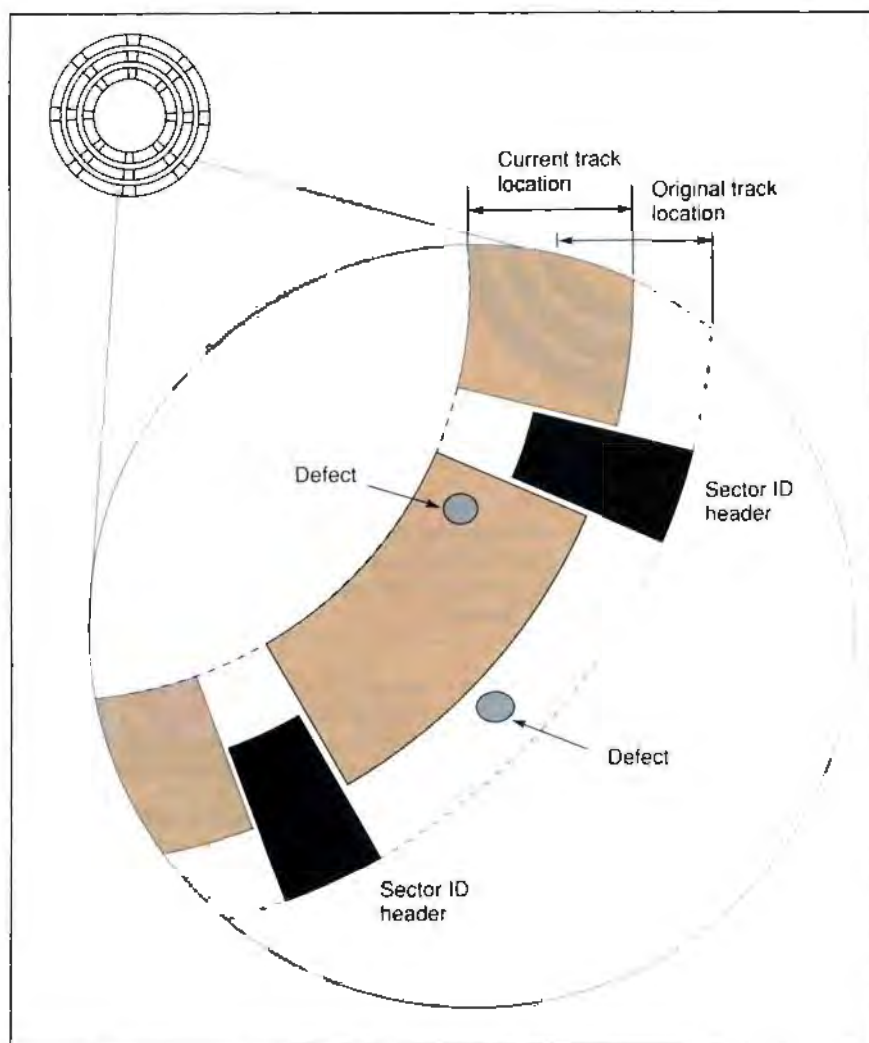 Current track
location
Original track
location
Defect
Sector ID
header
Defect
Sector ID
header